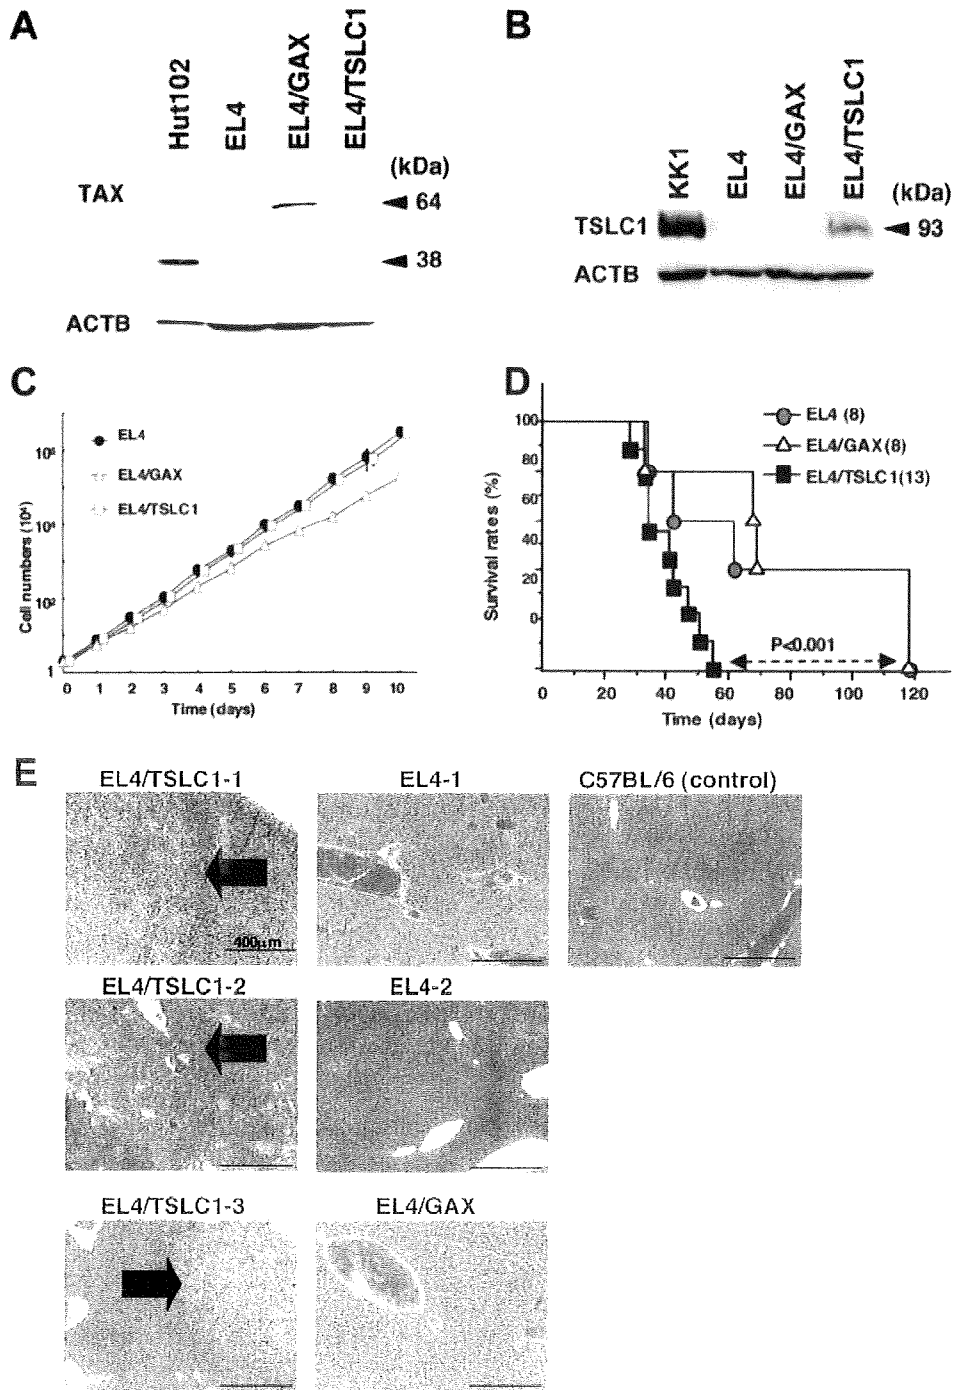 A
Hut102
EL4
EL4/GAX
EL4/TSLC1
(kDa)
TAX
64
38
ACTB
B
KK1
EL4
EL4/GAX
EL4/TSLC1
(kDa)
TSLC1
93
ACTB
C
EL4
EL4/GAX
EL4/TSLC1
Cell numbers (10⁴)
10⁴
10²
1
0 1 2 3 4 5 6 7 8 9 10
Time (days)
D
EL4 (8)
EL4/GAX(8)
EL4/TSLC1(13)
Survival rates (%)
100
80
60
40
20
0
P<0.001
0 20 40 60 80 100 120
Time (days)
E
EL4/TSLC1-1
EL4-1
C57BL/6 (control)
400μm
EL4/TSLC1-2
EL4-2
EL4/TSLC1-3
EL4/GAX